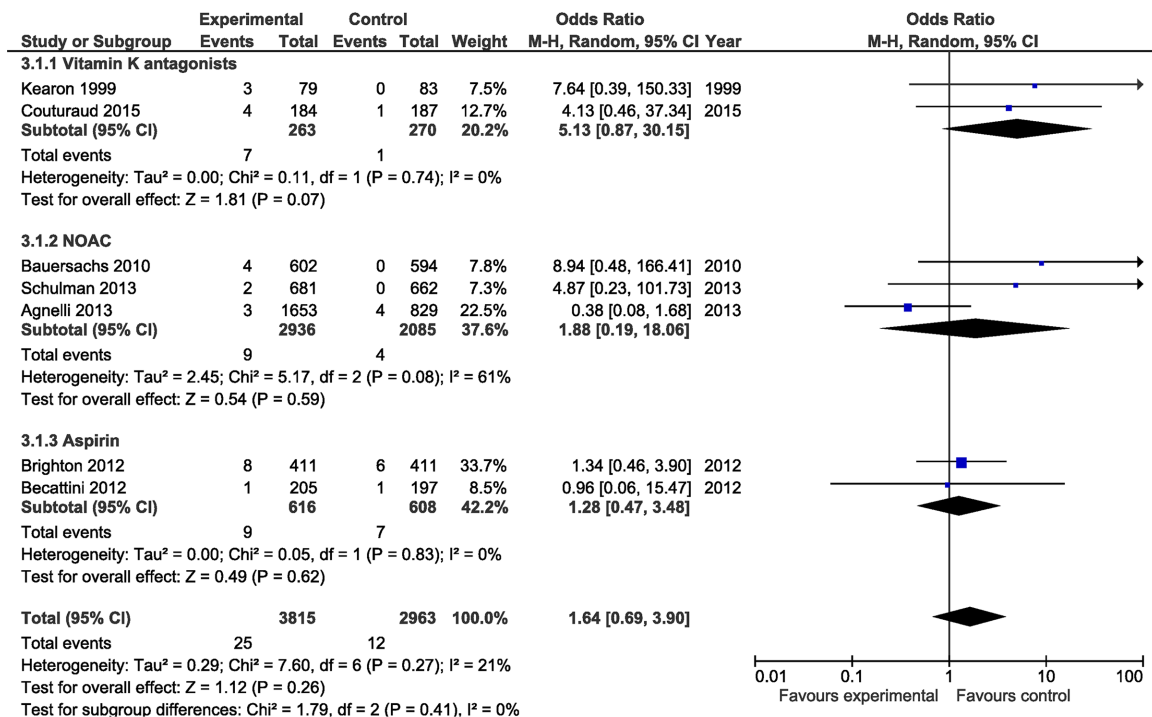 Experimental Control Odds Ratio Odds Ratio
Study or Subgroup Events Total Events Total Weight M-H, Random, 95% CI Year M-H, Random, 95% CI
3.1.1 Vitamin K antagonists
Kearon 1999 3 79 0 83 7.5% 7.64 [0.39, 150.33] 1999
Couturaud 2015 4 184 1 187 12.7% 4.13 [0.46, 37.34] 2015
Subtotal (95% CI) 263 270 20.2% 5.13 [0.87, 30.15]
Total events 7 1
Heterogeneity: Tau² = 0.00; Chi² = 0.11, df = 1 (P = 0.74); I² = 0%
Test for overall effect: Z = 1.81 (P = 0.07)
3.1.2 NOAC
Bauersachs 2010 4 602 0 594 7.8% 8.94 [0.48, 166.41] 2010
Schulman 2013 2 681 0 662 7.3% 4.87 [0.23, 101.73] 2013
Agnelli 2013 3 1653 4 829 22.5% 0.38 [0.08, 1.68] 2013
Subtotal (95% CI) 2936 2085 37.6% 1.88 [0.19, 18.06]
Total events 9 4
Heterogeneity: Tau² = 2.45; Chi² = 5.17, df = 2 (P = 0.08); I² = 61%
Test for overall effect: Z = 0.54 (P = 0.59)
3.1.3 Aspirin
Brighton 2012 8 411 6 411 33.7% 1.34 [0.46, 3.90] 2012
Becattini 2012 1 205 1 197 8.5% 0.96 [0.06, 15.47] 2012
Subtotal (95% CI) 616 608 42.2% 1.28 [0.47, 3.48]
Total events 9 7
Heterogeneity: Tau² = 0.00; Chi² = 0.05, df = 1 (P = 0.83); I² = 0%
Test for overall effect: Z = 0.49 (P = 0.62)
Total (95% CI) 3815 2963 100.0% 1.64 [0.69, 3.90]
Total events 25 12
Heterogeneity: Tau² = 0.29; Chi² = 7.60, df = 6 (P = 0.27); I² = 21%
Test for overall effect: Z = 1.12 (P = 0.26)
Test for subgroup differences: Chi² = 1.79, df = 2 (P = 0.41), I² = 0%
0.01 0.1 1 10 100
Favours experimental Favours control